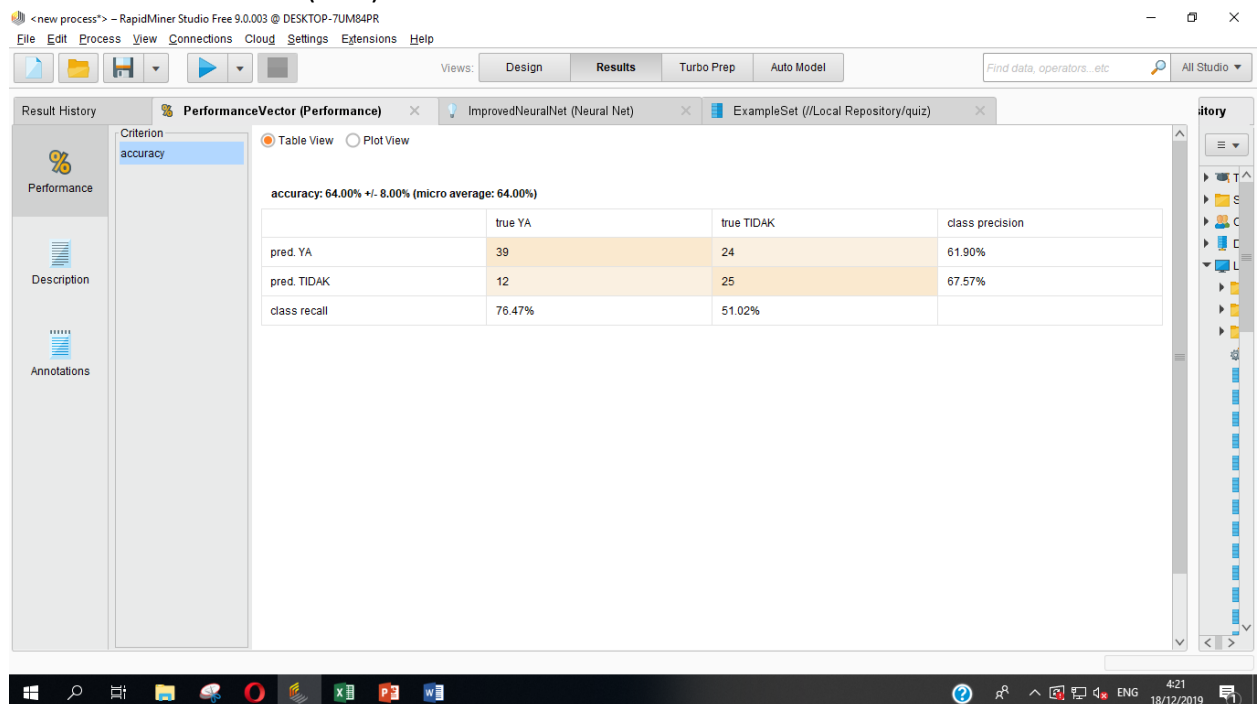 <new process*> – RapidMiner Studio Free 9.0.003 @ DESKTOP-7UM84PR
File Edit Process View Connections Cloud Settings Extensions Help
Views: Design Results Turbo Prep Auto Model Find data, operators...etc All Studio
Result History PerformanceVector (Performance) ImprovedNeuralNet (Neural Net) ExampleSet (//Local Repository/quiz) sitory
Criterion
accuracy
Table View Plot View
Performance
accuracy: 64.00% +/- 8.00% (micro average: 64.00%)
true YA true TIDAK class precision
pred. YA 39 24 61.90%
pred. TIDAK 12 25 67.57%
class recall 76.47% 51.02%
Description
Annotations
ENG 4:21
18/12/2019